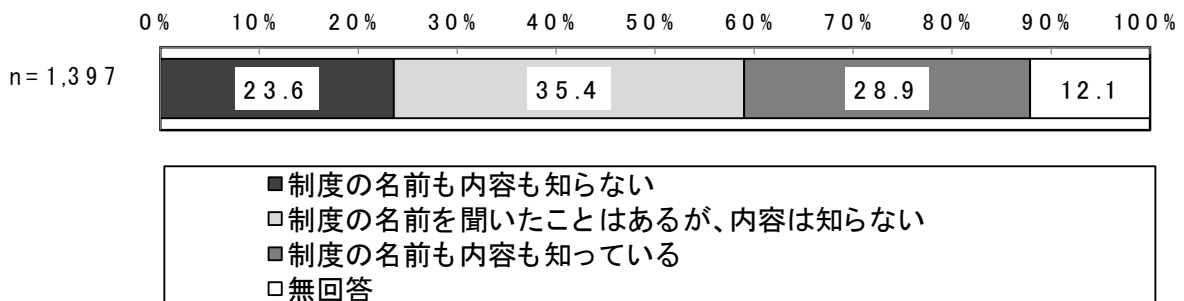 0% 10% 20% 30% 40% 50% 60% 70% 80% 90% 100%
n=1,397 23.6 35.4 28.9 12.1
■制度の名前も内容も知らない
□制度の名前を聞いたことはあるが、内容は知らない
■制度の名前も内容も知っている
□無回答